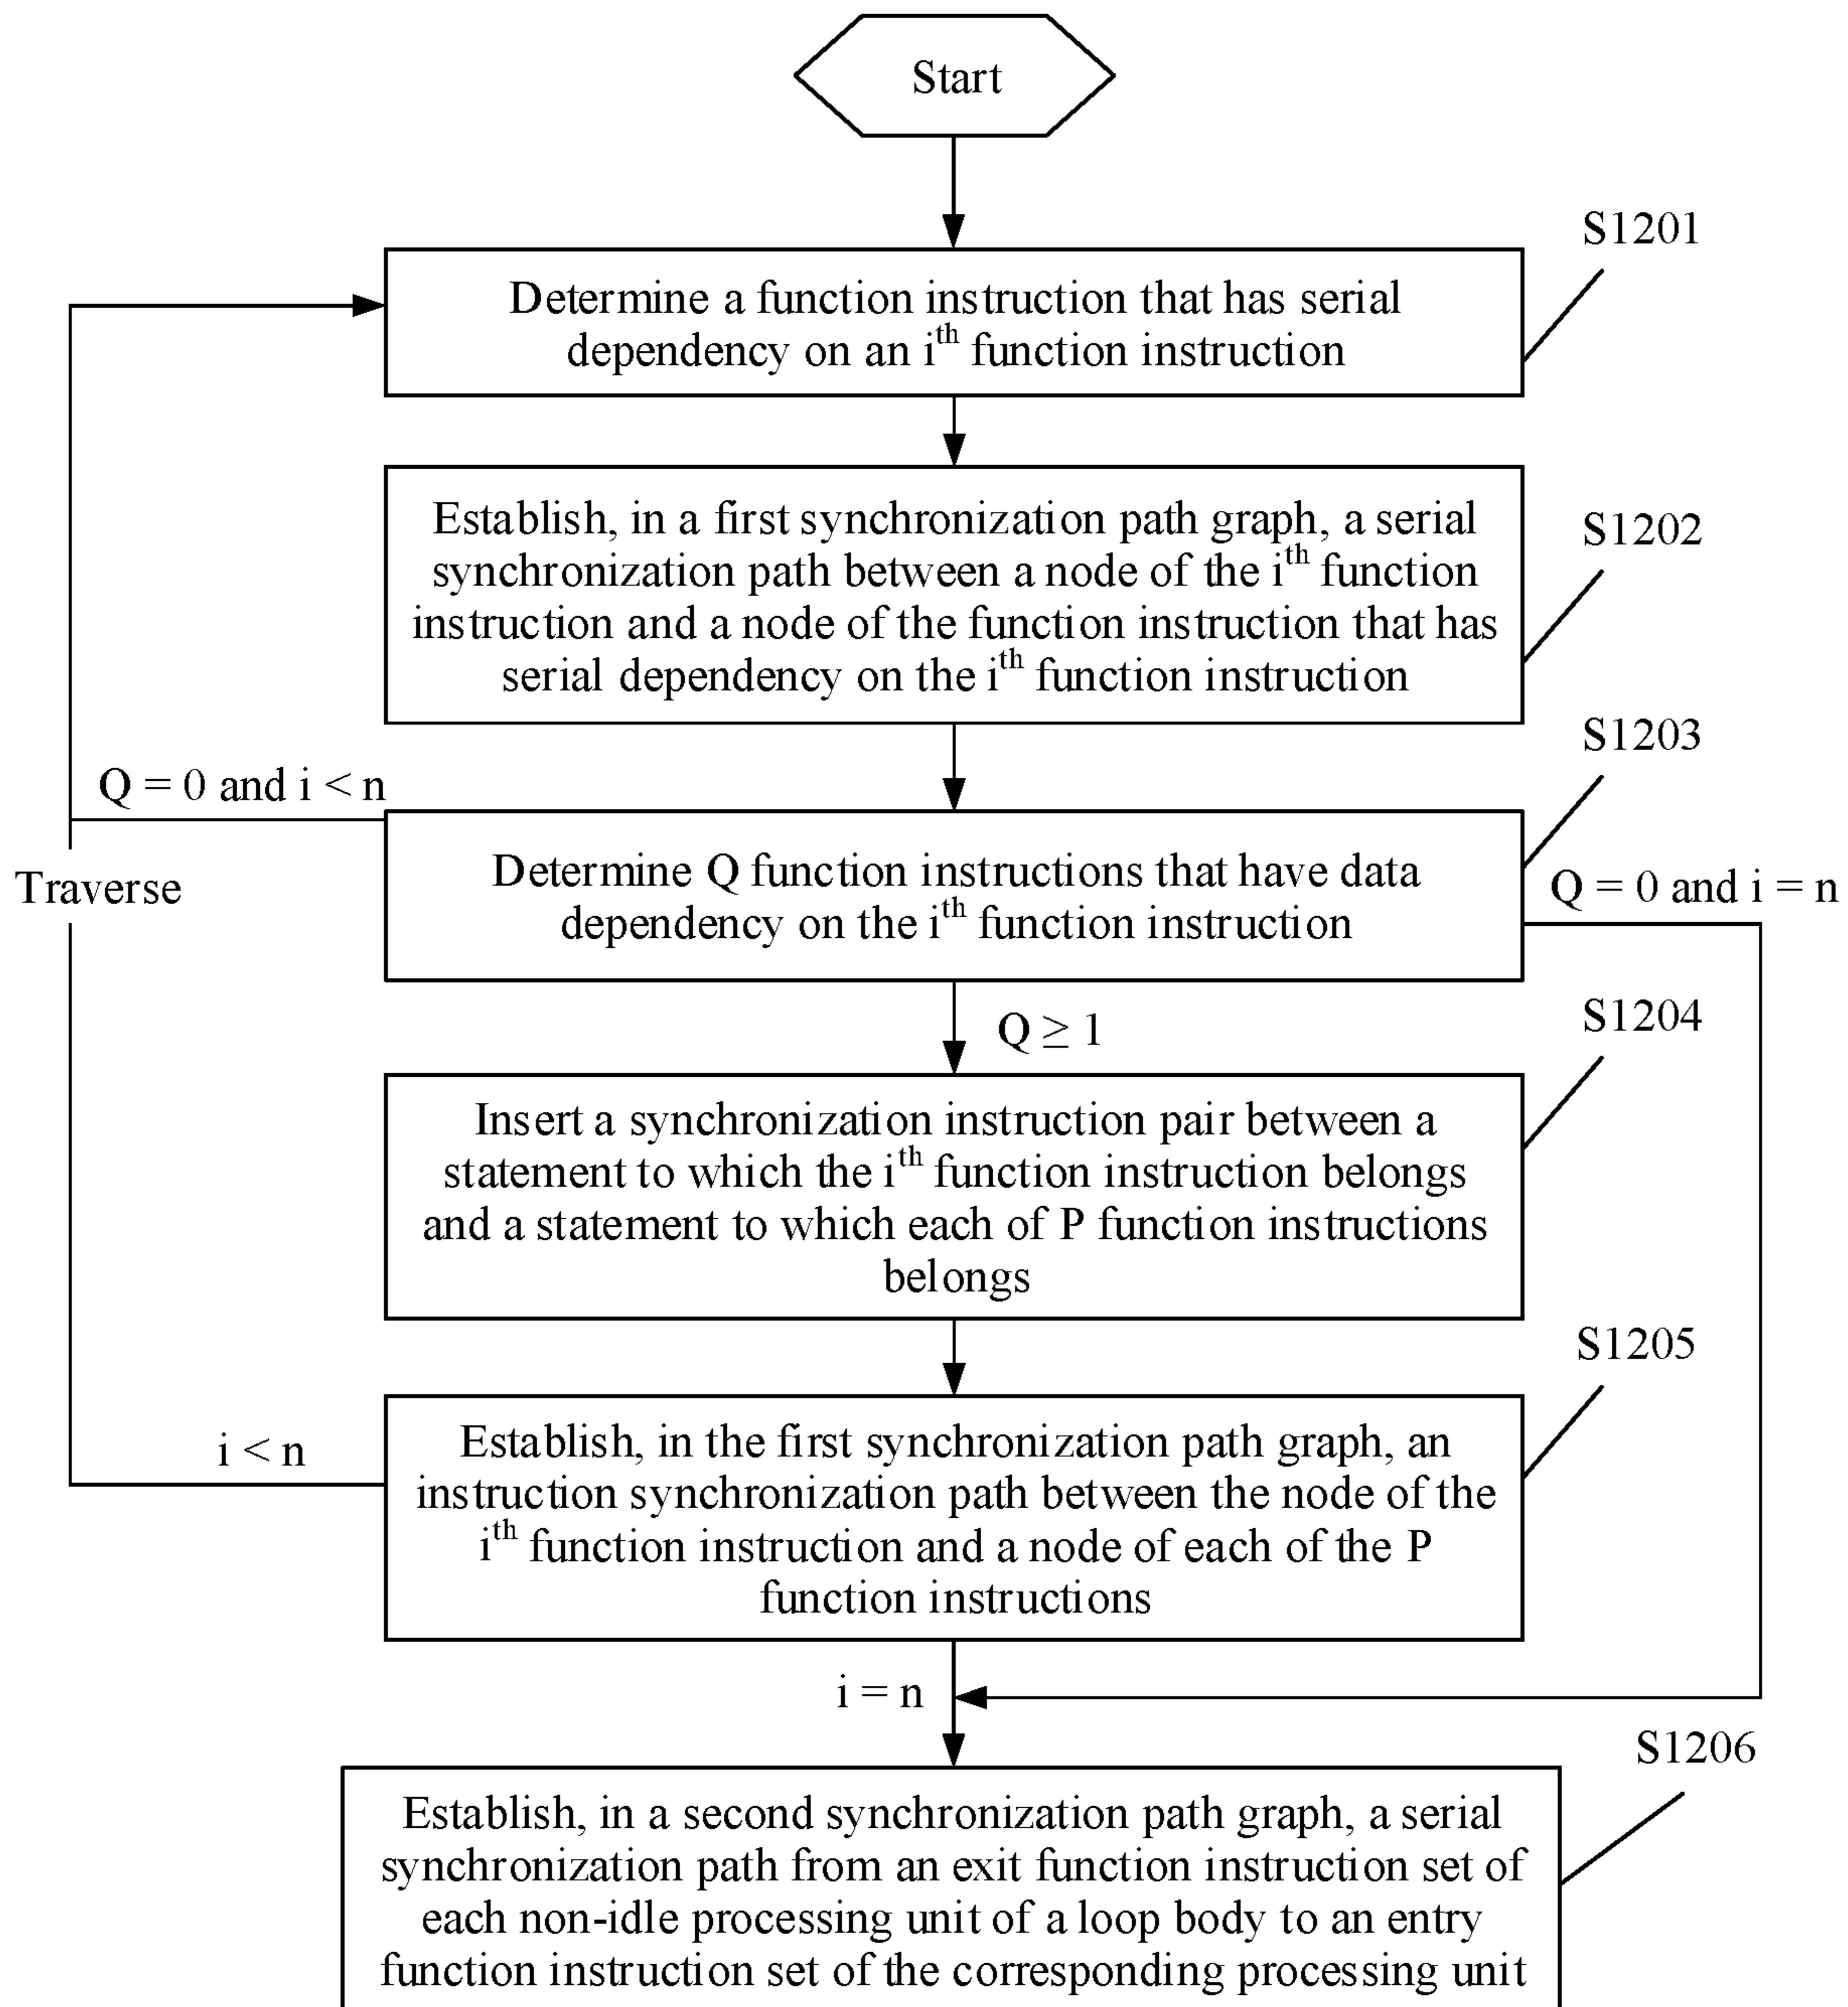 Start
S1201
Determine a function instruction that has serial
dependency on an i^th function instruction
S1202
Establish, in a first synchronization path graph, a serial
synchronization path between a node of the i^th function
instruction and a node of the function instruction that has
serial dependency on the i^th function instruction
S1203
Q = 0 and i < n
Traverse
Determine Q function instructions that have data
dependency on the i^th function instruction
Q = 0 and i = n
Q ≥ 1
S1204
Insert a synchronization instruction pair between a
statement to which the i^th function instruction belongs
and a statement to which each of P function instructions
belongs
S1205
i < n
Establish, in the first synchronization path graph, an
instruction synchronization path between the node of the
i^th function instruction and a node of each of the P
function instructions
i = n
S1206
Establish, in a second synchronization path graph, a serial
synchronization path from an exit function instruction set of
each non-idle processing unit of a loop body to an entry
function instruction set of the corresponding processing unit